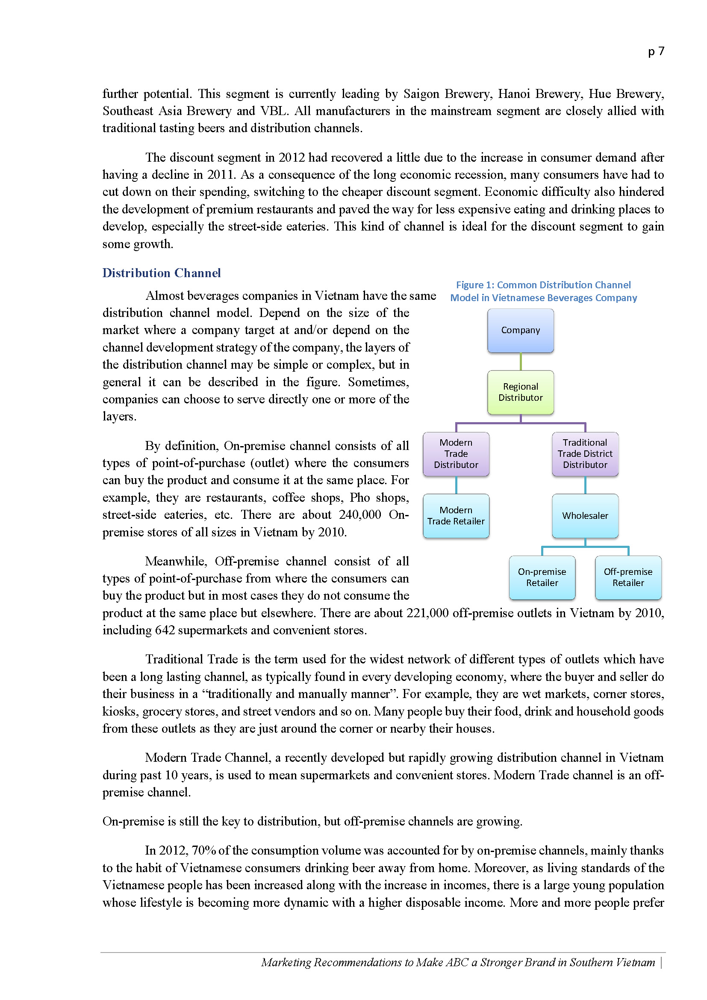 p 7
further potential. This segment is currently leading by Saigon Brewery, Hanoi Brewery, Hue Brewery,
Southeast Asia Brewery and VBL. All manufacturers in the mainstream segment are closely allied with
traditional tasting beers and distribution channels.
The discount segment in 2012 had recovered a little due to the increase in consumer demand after
having a decline in 2011. As a consequence of the long economic recession, many consumers have had to
cut down on their spending, switching to the cheaper discount segment. Economic difficulty also hindered
the development of premium restaurants and paved the way for less expensive eating and drinking places to
develop, especially the street-side eateries. This kind of channel is ideal for the discount segment to gain
some growth.
Distribution Channel
Almost beverages companies in Vietnam have the same
distribution channel model. Depend on the size of the
market where a company target at and/or depend on the
channel development strategy of the company, the layers of
the distribution channel may be simple or complex, but in
general it can be described in the figure. Sometimes,
companies can choose to serve directly one or more of the
layers.
By definition, On-premise channel consists of all
types of point-of-purchase (outlet) where the consumers
can buy the product and consume it at the same place. For
example, they are restaurants, coffee shops, Pho shops,
street-side eateries, etc. There are about 240,000 On-
premise stores of all sizes in Vietnam by 2010.
Figure 1: Common Distribution Channel
Model in Vietnamese Beverages Company
Company
Regional
Distributor
Modern
Trade
Distributor
Traditional
Trade District
Distributor
Modern
Trade Retailer
Wholesaler
On-premise
Retailer
Off-premise
Retailer
Meanwhile, Off-premise channel consist of all
types of point-of-purchase from where the consumers can
buy the product but in most cases they do not consume the
product at the same place but elsewhere. There are about 221,000 off-premise outlets in Vietnam by 2010,
including 642 supermarkets and convenient stores.
Traditional Trade is the term used for the widest network of different types of outlets which have
been a long lasting channel, as typically found in every developing economy, where the buyer and seller do
their business in a “traditionally and manually manner”. For example, they are wet markets, corner stores,
kiosks, grocery stores, and street vendors and so on. Many people buy their food, drink and household goods
from these outlets as they are just around the corner or nearby their houses.
Modern Trade Channel, a recently developed but rapidly growing distribution channel in Vietnam
during past 10 years, is used to mean supermarkets and convenient stores. Modern Trade channel is an off-
premise channel.
On-premise is still the key to distribution, but off-premise channels are growing.
In 2012, 70% of the consumption volume was accounted for by on-premise channels, mainly thanks
to the habit of Vietnamese consumers drinking beer away from home. Moreover, as living standards of the
Vietnamese people has been increased along with the increase in incomes, there is a large young population
whose lifestyle is becoming more dynamic with a higher disposable income. More and more people prefer
Marketing Recommendations to Make ABC a Stronger Brand in Southern Vietnam |